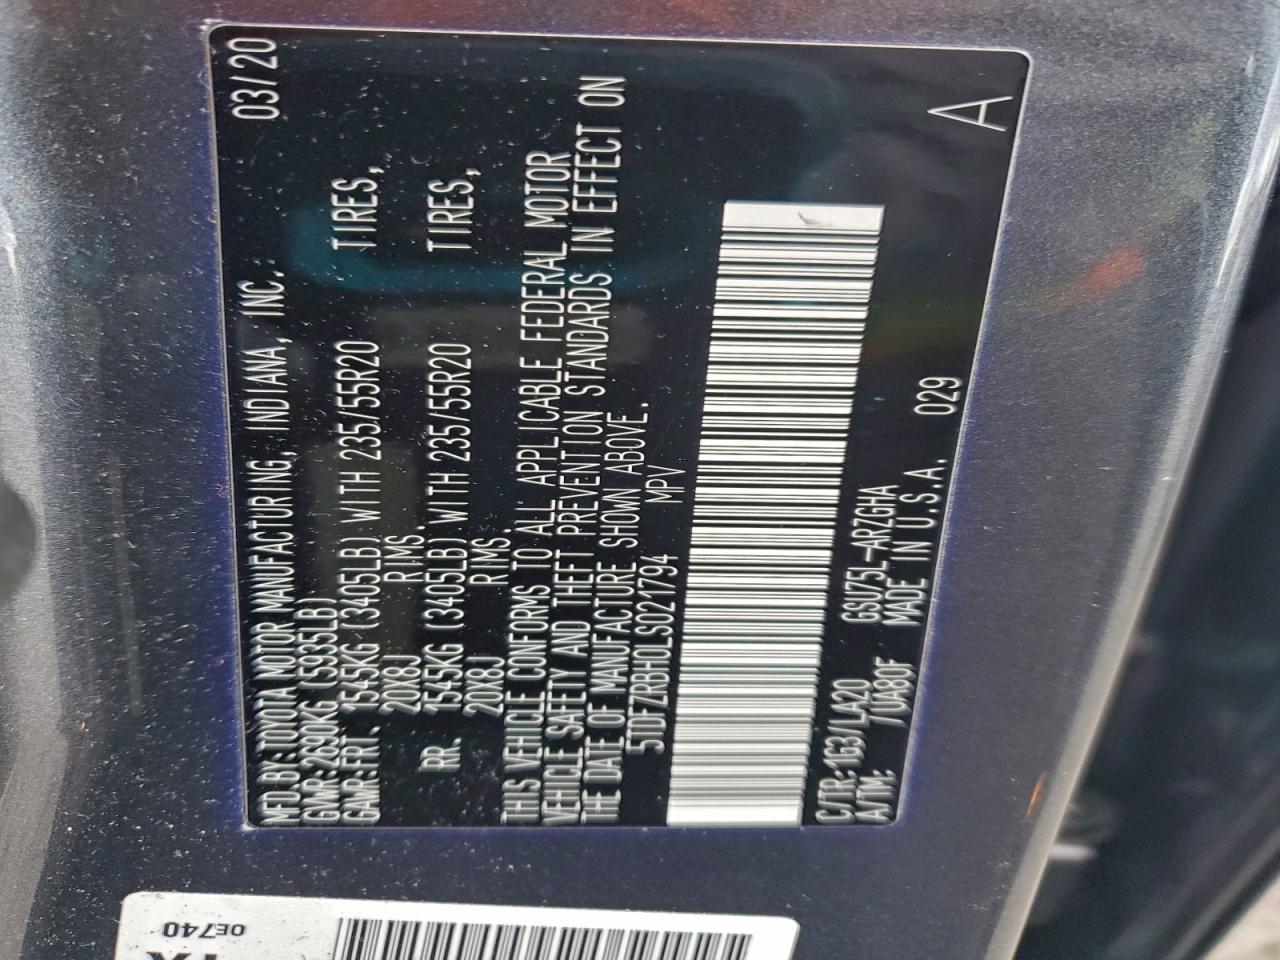 MFD.BY:TOYOTA MOTOR MANUFACTURING, INDIANA, INC. 03/20
GVWR:2690KG (5935LB)
GAWR:FRT. 1545KG (3405LB) WITH 235/55R20 TIRES,
20X8J RIMS.
RR. 1545KG (3405LB) WITH 235/55R20 TIRES,
20X8J RIMS.
THIS VEHICLE CONFORMS TO ALL APPLICABLE FEDERAL MOTOR
VEHICLE SAFETY AND THEFT PREVENTION STANDARDS IN EFFECT ON
THE DATE OF MANUFACTURE SHOWN ABOVE.
5TDFZRBH0LS021794 MPV
C/TR:1G3/LA20 GSU75L-ARZGHA
A/TM: /UA80F MADE IN U.S.A. 029 A
0E740